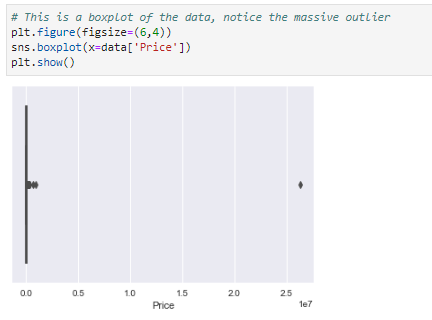 # This is a boxplot of the data, notice the massive outlier
plt.figure(figsize=(6,4))
sns.boxplot(x=data['Price'])
plt.show()
0.0 0.5 1.0 1.5 2.0 2.5
1e7
Price